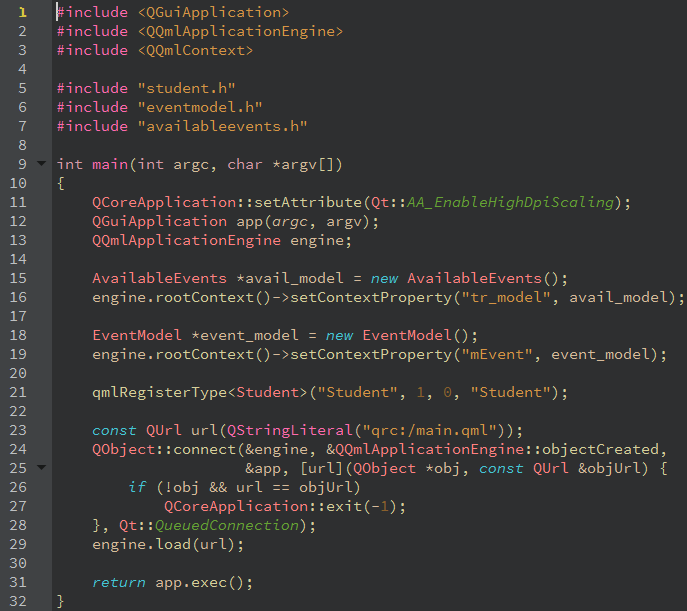 1 #include <QGuiApplication>
2 #include <QQmlApplicationEngine>
3 #include <QQmlContext>
4
5 #include "student.h"
6 #include "eventmodel.h"
7 #include "availableevents.h"
8
9 int main(int argc, char *argv[])
10 {
11     QCoreApplication::setAttribute(Qt::AA_EnableHighDpiScaling);
12     QGuiApplication app(argc, argv);
13     QQmlApplicationEngine engine;
14
15     AvailableEvents *avail_model = new AvailableEvents();
16     engine.rootContext()->setContextProperty("tr_model", avail_model);
17
18     EventModel *event_model = new EventModel();
19     engine.rootContext()->setContextProperty("mEvent", event_model);
20
21     qmlRegisterType<Student>("Student", 1, 0, "Student");
22
23     const QUrl url(QStringLiteral("qrc:/main.qml"));
24     QObject::connect(&engine, &QQmlApplicationEngine::objectCreated,
25                      &app, [url](QObject *obj, const QUrl &objUrl) {
26         if (!obj && url == objUrl)
27             QCoreApplication::exit(-1);
28     }, Qt::QueuedConnection);
29     engine.load(url);
30
31     return app.exec();
32 }